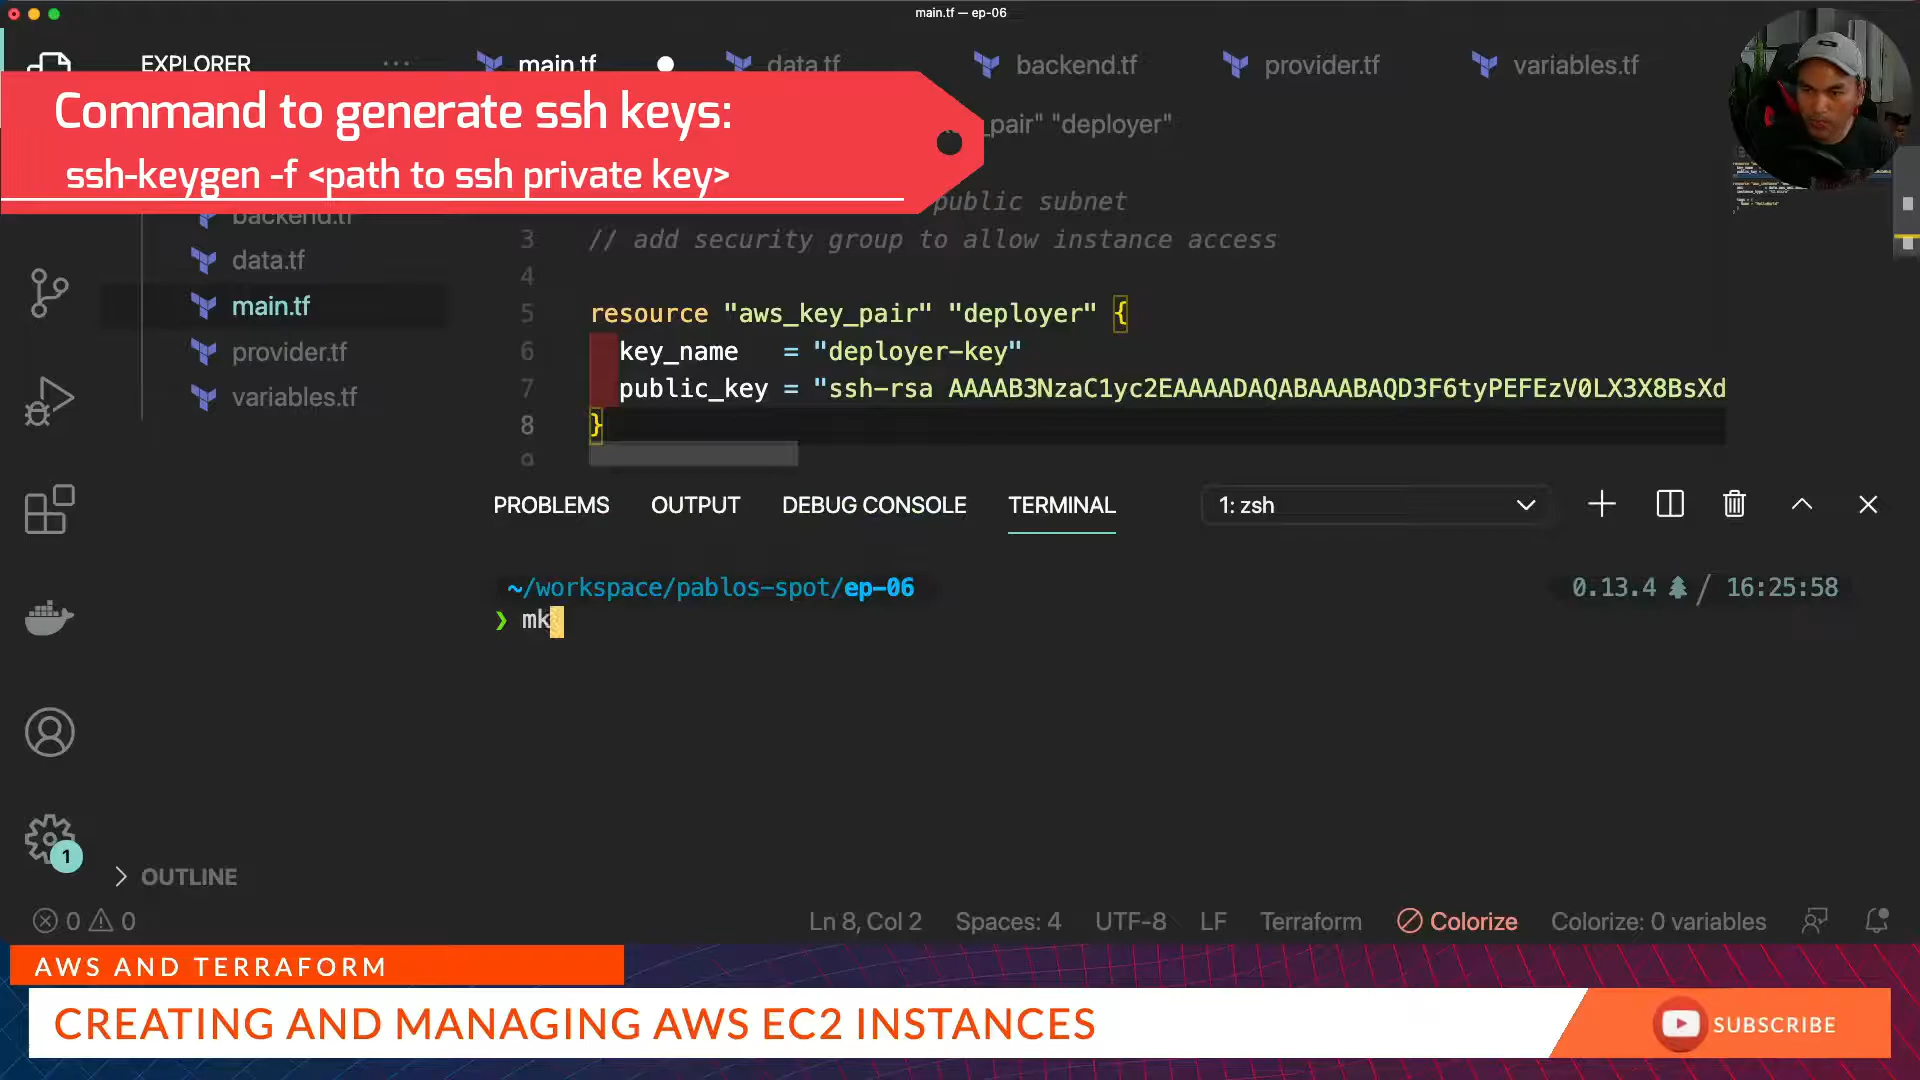 main.tf — ep-06
EXPLORER
main.tf
data.tf
backend.tf
provider.tf
variables.tf
Command to generate ssh keys:
_pair" "deployer"
ssh-keygen -f <path to ssh private key>
backend.tf
public subnet
3 // add security group to allow instance access
data.tf
4
main.tf
5 resource "aws_key_pair" "deployer" {
provider.tf
6 key_name = "deployer-key"
variables.tf
7 public_key = "ssh-rsa AAAAB3NzaC1yc2EAAAADAQABAAABAQD3F6tyPEFEzV0LX3X8BsXd
8 }
9
PROBLEMS OUTPUT DEBUG CONSOLE TERMINAL
1: zsh
~/workspace/pablos-spot/ep-06
0.13.4 / 16:25:58
❯ mk
1
OUTLINE
0 0
Ln 8, Col 2 Spaces: 4 UTF-8 LF Terraform Colorize Colorize: 0 variables
AWS AND TERRAFORM
CREATING AND MANAGING AWS EC2 INSTANCES
SUBSCRIBE